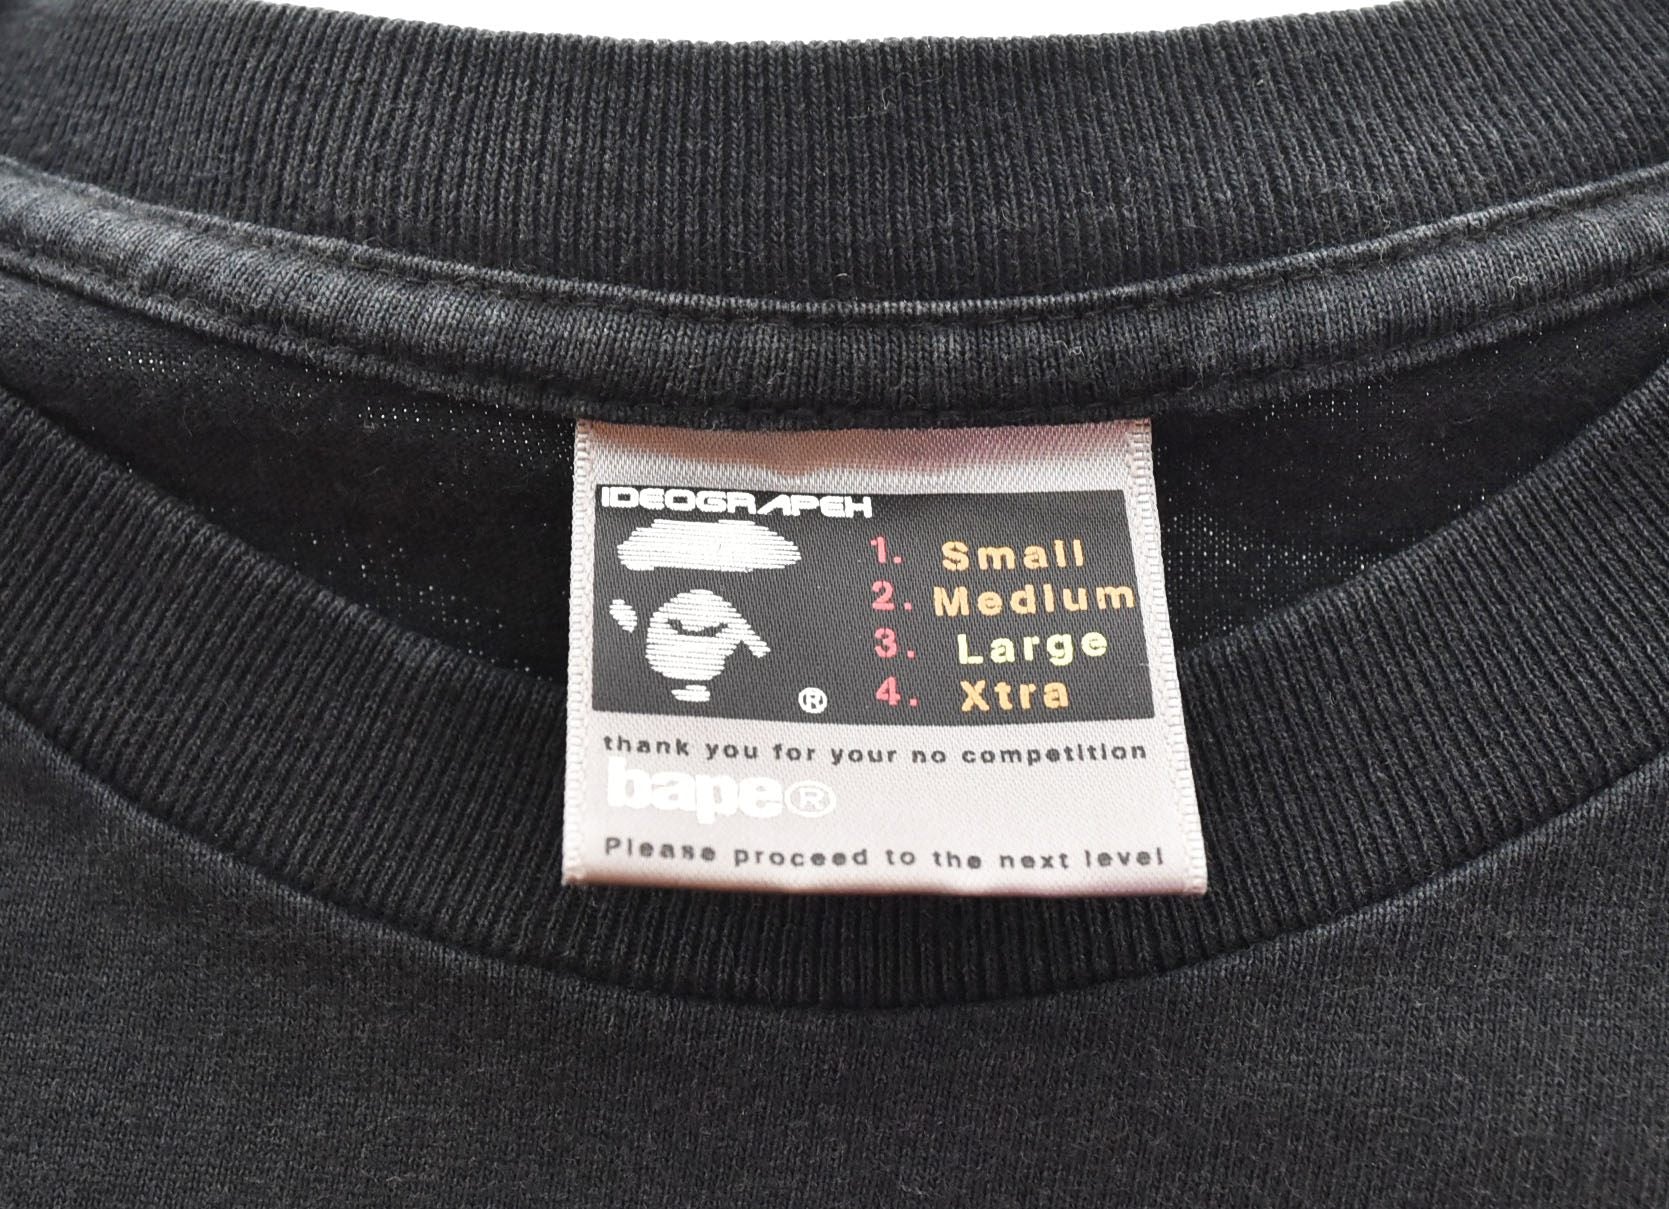 IDEOGRAPEH
1. Small
2. Medium
3. Large
4. Xtra
®
thank you for your no competition
bape®
Please proceed to the next level